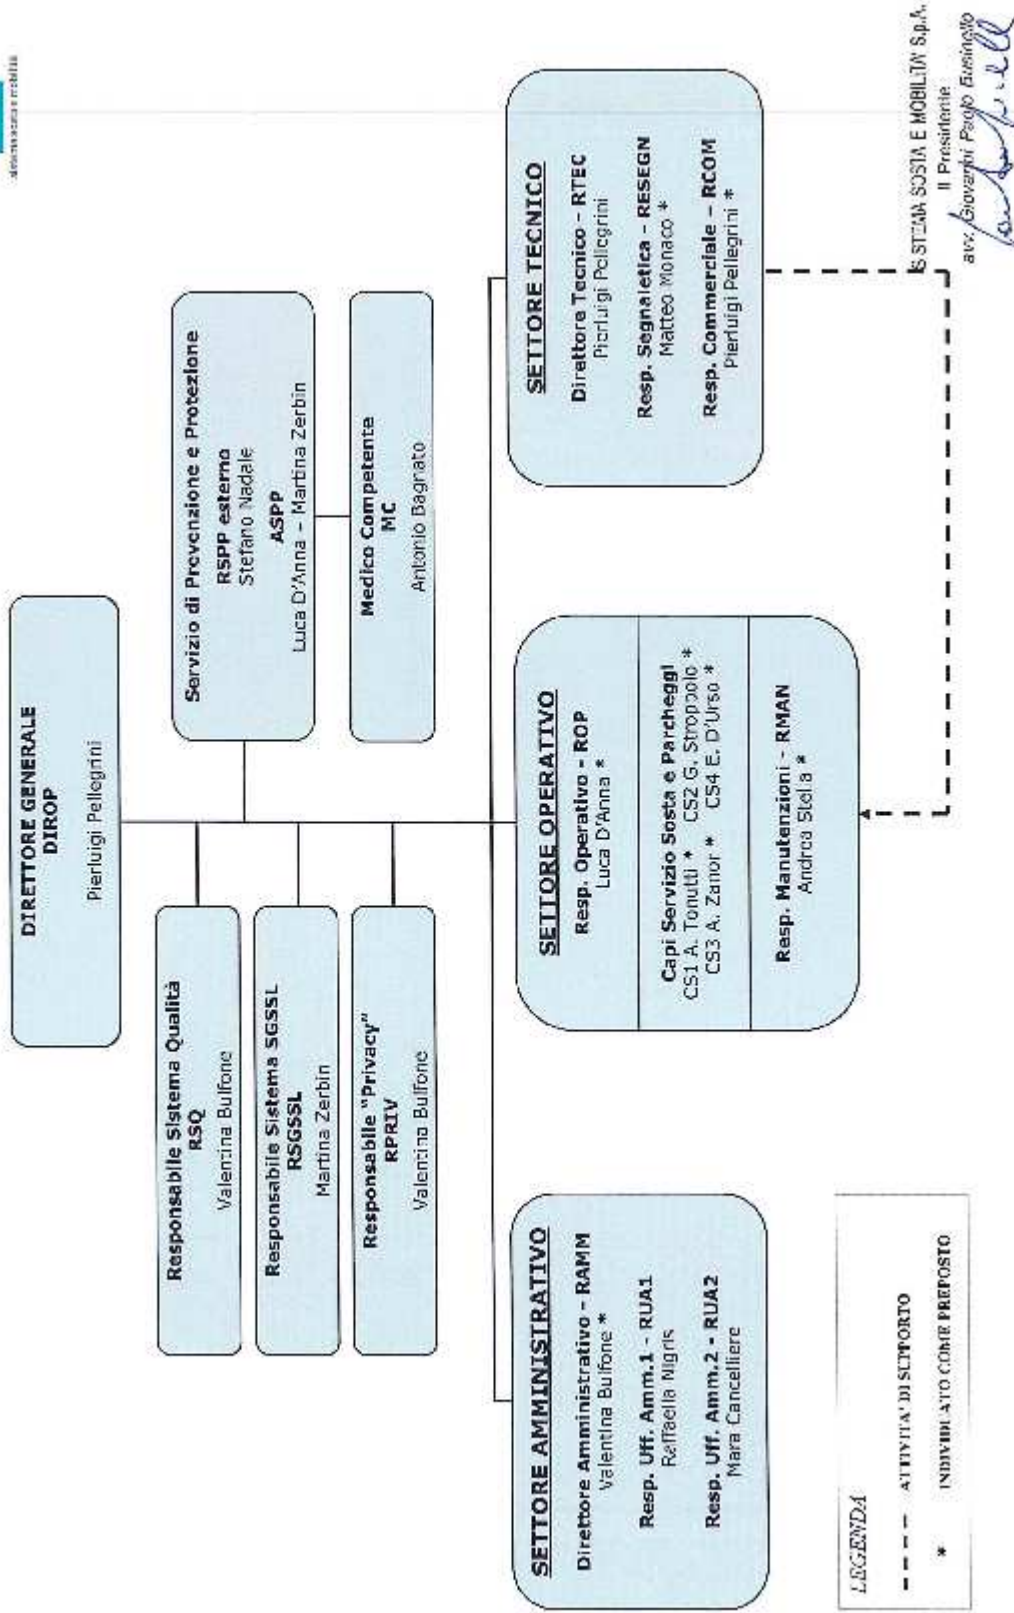 sistema sosta e mobilità
DIRETTORE GENERALE
DIROP
Pierluigi Pellegrini
Responsabile Sistema Qualità
RSQ
Valentina Bulfone
Responsabile Sistema SGSSL
RSGSSL
Martina Zerbin
Responsabile "Privacy"
RPRIV
Valentina Bulfone
Servizio di Prevenzione e Protezione
RSPP esterno
Stefano Nadale
ASPP
Luca D'Anna – Martina Zerbin
Medico Competente
MC
Antonio Bagnato
SETTORE AMMINISTRATIVO
Direttore Amministrativo - RAMM
Valentina Bulfone *
Resp. Uff. Amm.1 - RUA1
Raffaella Nigris
Resp. Uff. Amm.2 - RUA2
Mara Cancelliere
SETTORE OPERATIVO
Resp. Operativo - ROP
Luca D'Anna *
Capi Servizio Sosta e Parcheggi
CS1 A. Tonutti * CS2 G. Stroppolo *
CS3 A. Zanor * CS4 E. D'Urso *
Resp. Manutenzioni - RMAN
Andrea Stella *
SETTORE TECNICO
Direttore Tecnico - RTEC
Pierluigi Pellegrini
Resp. Segnaletica - RESEGN
Matteo Monaco *
Resp. Commerciale – RCOM
Pierluigi Pellegrini *
LEGENDA
--- ATTIVITA' DI SUPPORTO
* INDIVIDUATO COME PREPOSTO
SISTEMA SOSTA E MOBILITA' S.p.A.
Il Presidente
avv. Giovanni Paolo Businello